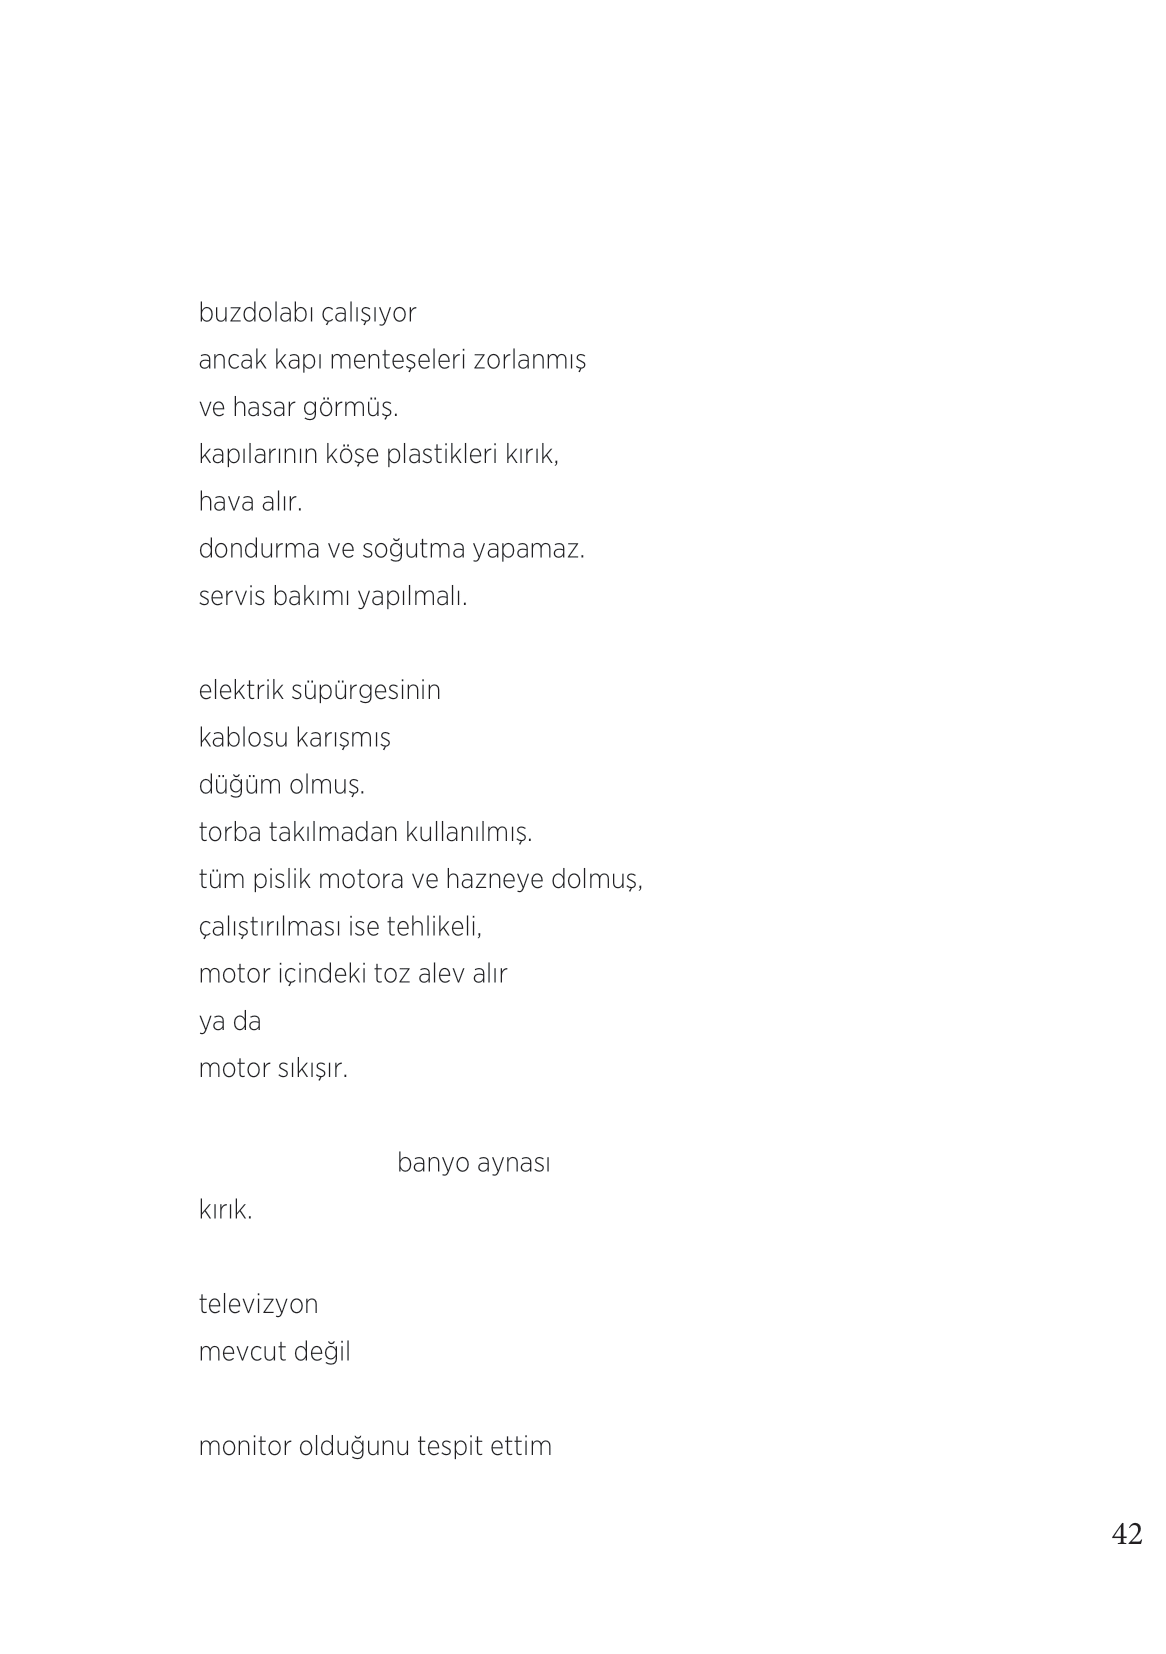 buzdolabı çalışıyor
ancak kapı menteşeleri zorlanmış
ve hasar görmüş.
kapılarının köşe plastikleri kırık,
hava alır.
dondurma ve soğutma yapamaz.
servis bakımı yapılmalı.
elektrik süpürgesinin
kablosu karışmış
düğüm olmuş.
torba takılmadan kullanılmış.
tüm pislik motora ve hazneye dolmuş,
çalıştırılması ise tehlikeli,
motor içindeki toz alev alır
ya da
motor sıkışır.
banyo aynası
kırık.
televizyon
mevcut değil
monitor olduğunu tespit ettim
42